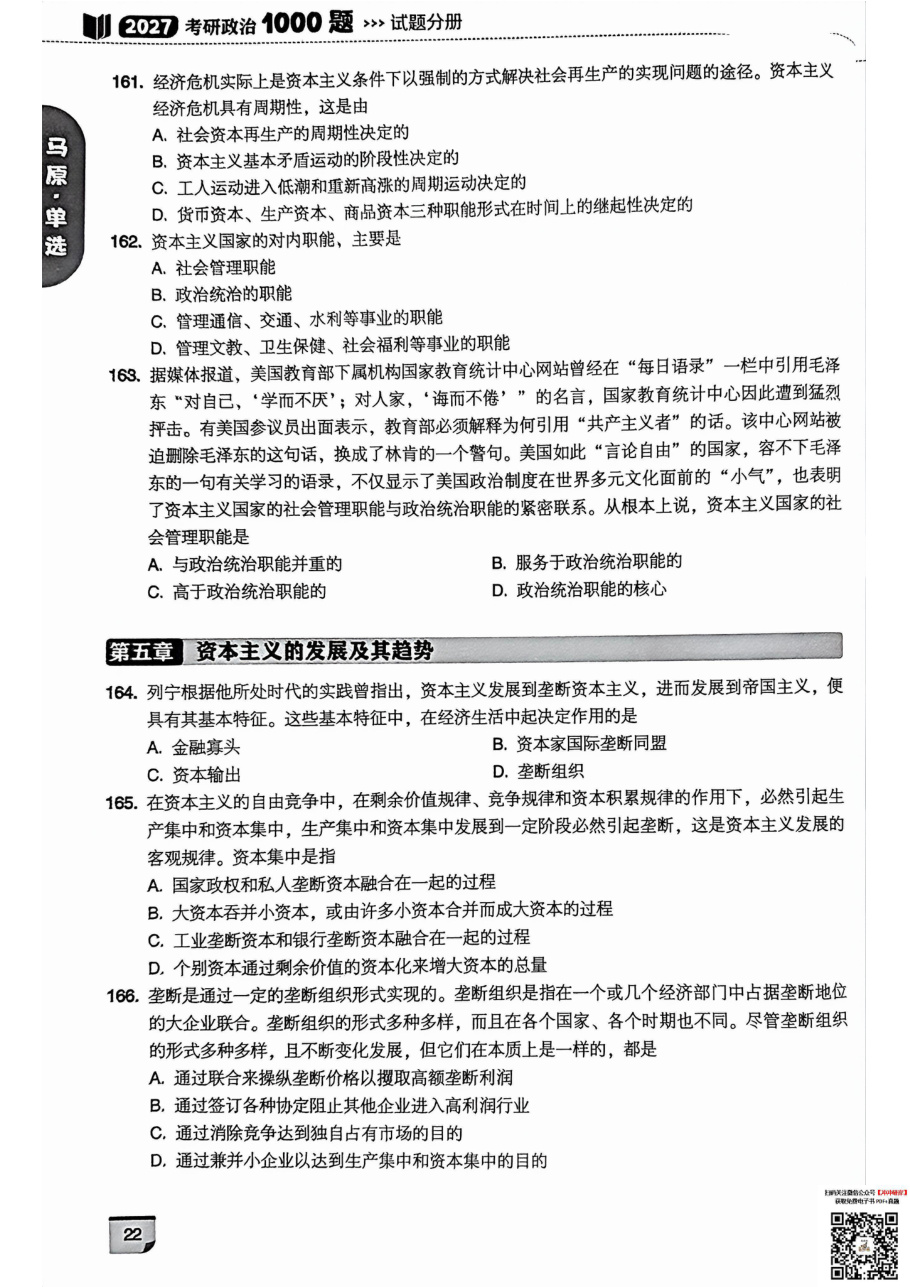 2027 考研政治1000题 >>> 试题分册
马原·单选
161. 经济危机实际上是资本主义条件下以强制的方式解决社会再生产的实现问题的途径。资本主义
经济危机具有周期性，这是由
A. 社会资本再生产的周期性决定的
B. 资本主义基本矛盾运动的阶段性决定的
C. 工人运动进入低潮和重新高涨的周期运动决定的
D. 货币资本、生产资本、商品资本三种职能形式在时间上的继起性决定的
162. 资本主义国家的对内职能，主要是
A. 社会管理职能
B. 政治统治的职能
C. 管理通信、交通、水利等事业的职能
D. 管理文教、卫生保健、社会福利等事业的职能
163. 据媒体报道，美国教育部下属机构国家教育统计中心网站曾经在“每日语录”一栏中引用毛泽
东“对自己，‘学而不厌’；对人家，‘诲而不倦’”的名言，国家教育统计中心因此遭到猛烈
抨击。有美国参议员出面表示，教育部必须解释为何引用“共产主义者”的话。该中心网站被
迫删除毛泽东的这句话，换成了林肯的一个警句。美国如此“言论自由”的国家，容不下毛泽
东的一句有关学习的语录，不仅显示了美国政治制度在世界多元文化面前的“小气”，也表明
了资本主义国家的社会管理职能与政治统治职能的紧密联系。从根本上说，资本主义国家的社
会管理职能是
A. 与政治统治职能并重的 B. 服务于政治统治职能的
C. 高于政治统治职能的 D. 政治统治职能的核心
第五章 资本主义的发展及其趋势
164. 列宁根据他所处时代的实践曾指出，资本主义发展到垄断资本主义，进而发展到帝国主义，便
具有其基本特征。这些基本特征中，在经济生活中起决定作用的是
A. 金融寡头 B. 资本家国际垄断同盟
C. 资本输出 D. 垄断组织
165. 在资本主义的自由竞争中，在剩余价值规律、竞争规律和资本积累规律的作用下，必然引起生
产集中和资本集中，生产集中和资本集中发展到一定阶段必然引起垄断，这是资本主义发展的
客观规律。资本集中是指
A. 国家政权和私人垄断资本融合在一起的过程
B. 大资本吞并小资本，或由许多小资本合并而成大资本的过程
C. 工业垄断资本和银行垄断资本融合在一起的过程
D. 个别资本通过剩余价值的资本化来增大资本的总量
166. 垄断是通过一定的垄断组织形式实现的。垄断组织是指在一个或几个经济部门中占据垄断地位
的大企业联合。垄断组织的形式多种多样，而且在各个国家、各个时期也不同。尽管垄断组织
的形式多种多样，且不断变化发展，但它们在本质上是一样的，都是
A. 通过联合来操纵垄断价格以攫取高额垄断利润
B. 通过签订各种协定阻止其他企业进入高利润行业
C. 通过消除竞争达到独自占有市场的目的
D. 通过兼并小企业以达到生产集中和资本集中的目的
22
扫码关注微信公众号【冲冲研喜】
获取免费电子书PDF+真题